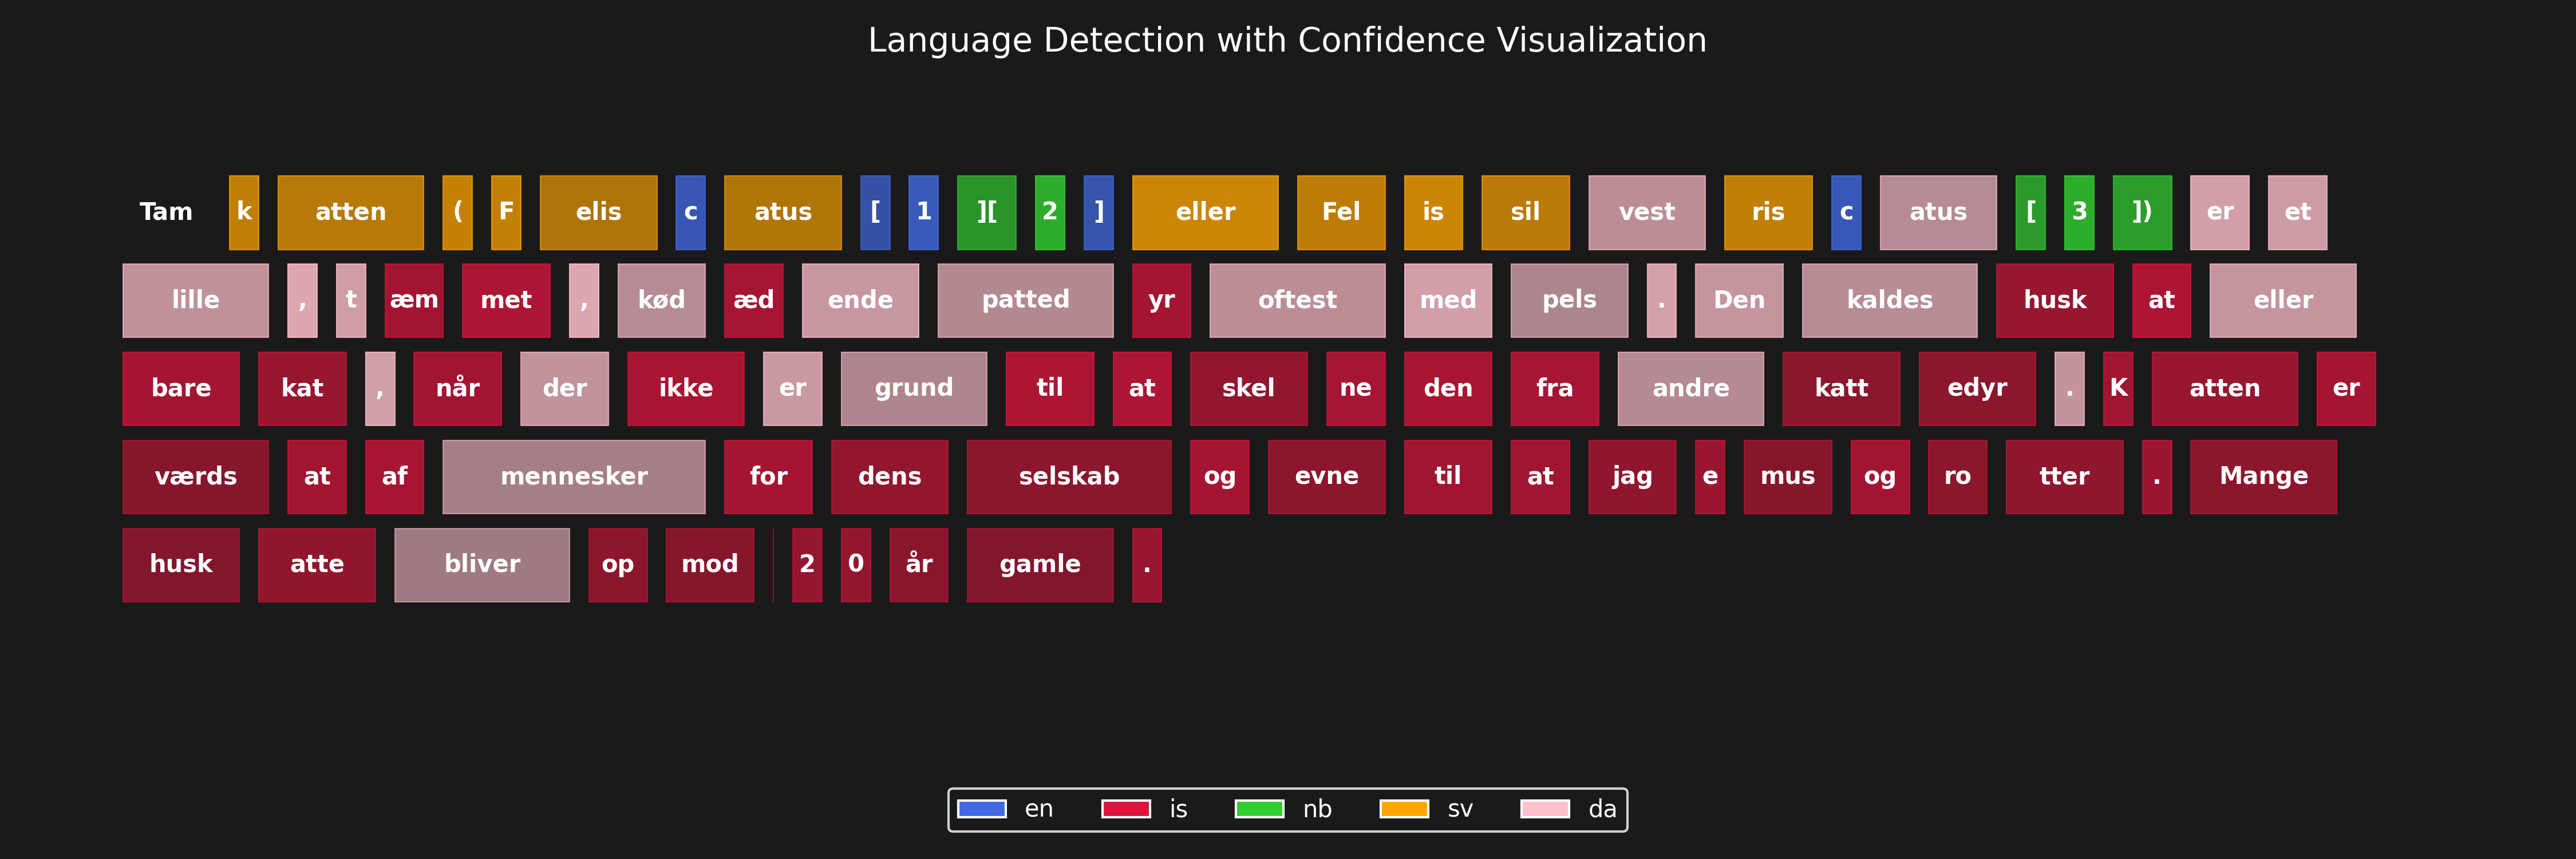 Language Detection with Confidence Visualization
Tam k atten ( F elis c atus [ 1 ][ 2 ] eller Fel is sil vest ris c atus [ 3 ]) er et
lille , t æm met , kød æd ende patted yr oftest med pels . Den kaldes husk at eller
bare kat , når der ikke er grund til at skel ne den fra andre katt edyr . K atten er
værds at af mennesker for dens selskab og evne til at jag e mus og ro tter . Mange
husk atte bliver op mod 2 0 år gamle .
en is nb sv da